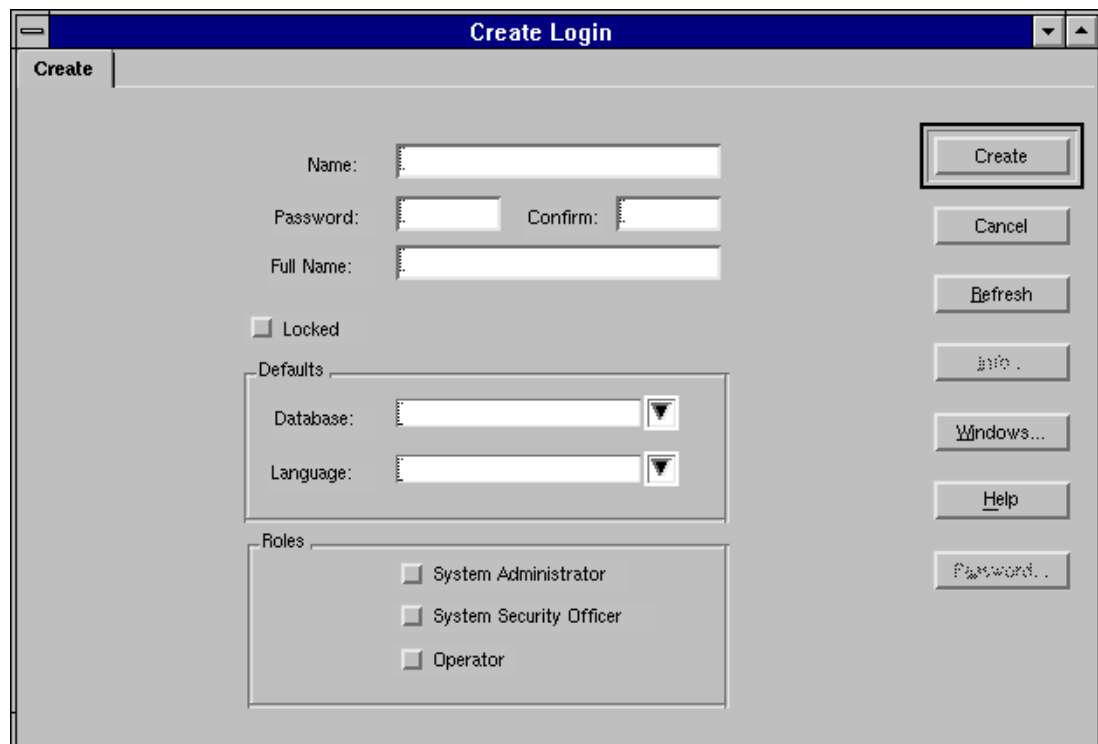 Create Login
Create
Name:
Create
Password:
Confirm:
Cancel
Full Name:
Refresh
Locked
Info .
Defaults
Database:
Windows...
Language:
Help
Roles
System Administrator
Password. .
System Security Officer
Operator